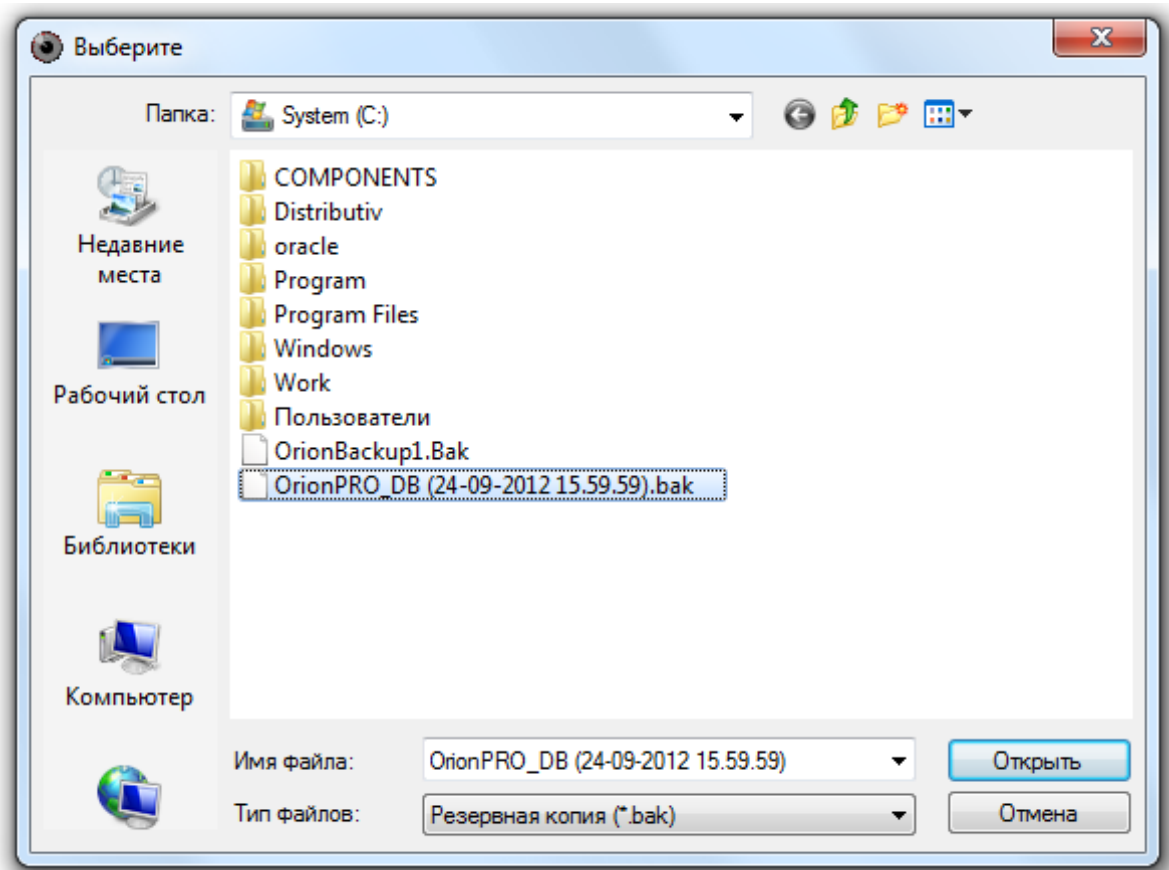 Выберите
Папка: System (C:)
Недавние
места
Рабочий стол
Библиотеки
Компьютер
COMPONENTS
Distributiv
oracle
Program
Program Files
Windows
Work
Пользователи
OrionBackup1.Bak
OrionPRO_DB (24-09-2012 15.59.59).bak
Имя файла: OrionPRO_DB (24-09-2012 15.59.59) Открыть
Тип файлов: Резервная копия (*.bak) Отмена